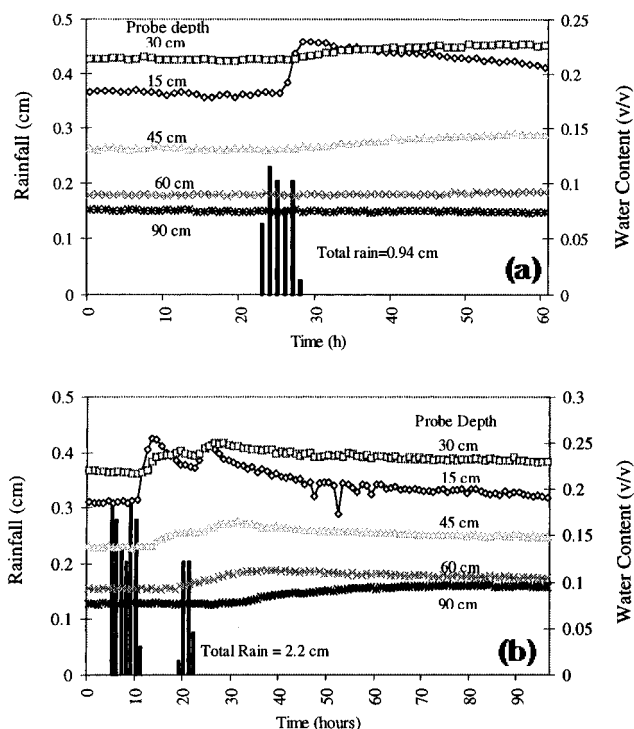 Probe depth
30 cm
15 cm
45 cm
60 cm
90 cm
Total rain=0.94 cm
(a)
0.5
0.4
0.3
0.2
0.1
0
Rainfall (cm)
0.25
0.2
0.15
0.1
0.05
0
Water Content (v/v)
0 10 20 30 40 50 60
Time (h)
Probe Depth
30 cm
15 cm
45 cm
60 cm
90 cm
Total Rain = 2.2 cm
(b)
0.5
0.4
0.3
0.2
0.1
0
Rainfall (cm)
0.3
0.25
0.2
0.15
0.1
0.05
0
Water Content (v/v)
0 10 20 30 40 50 60 70 80 90
Time (hours)